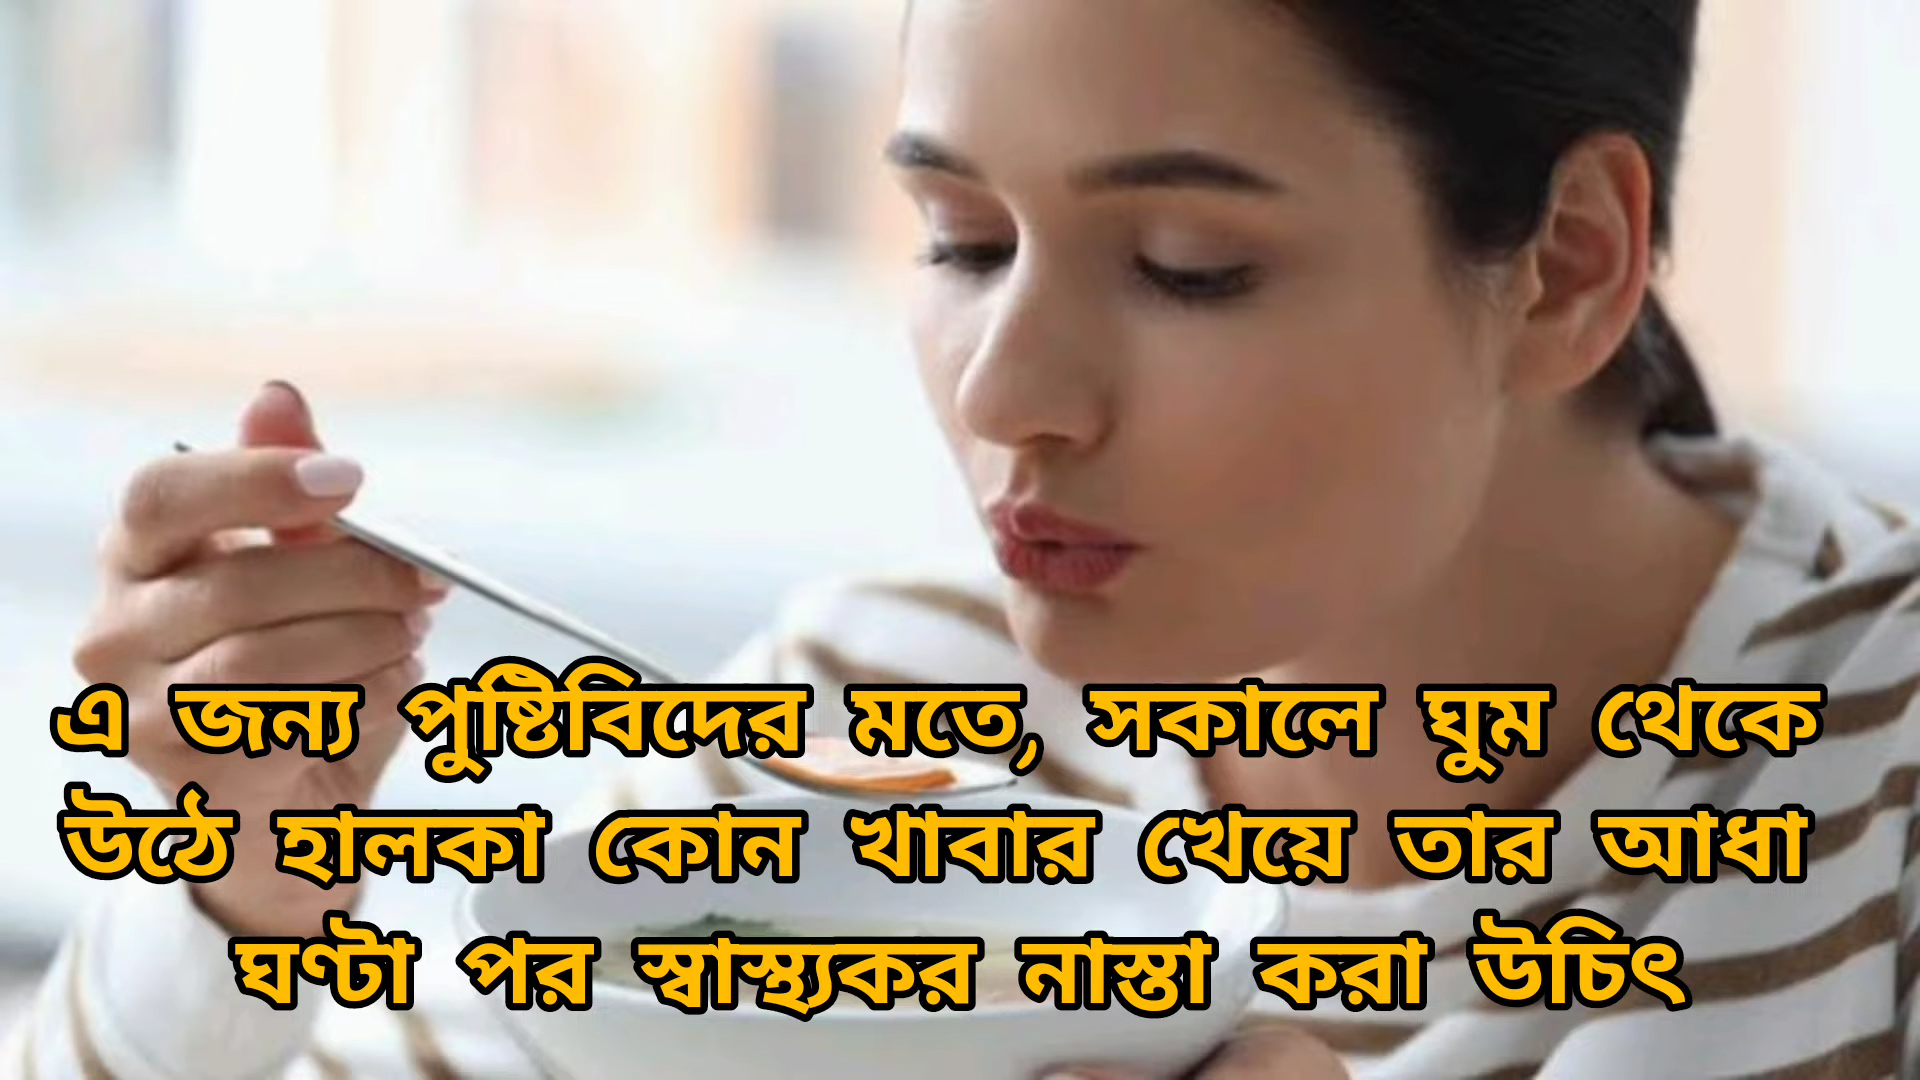 এ জন্য পুষ্টিবিদের মতে, সকালে ঘুম থেকে
উঠে হালকা কোন খাবার খেয়ে তার আধা
ঘণ্টা পর স্বাস্থ্যকর নাস্তা করা উচিৎ